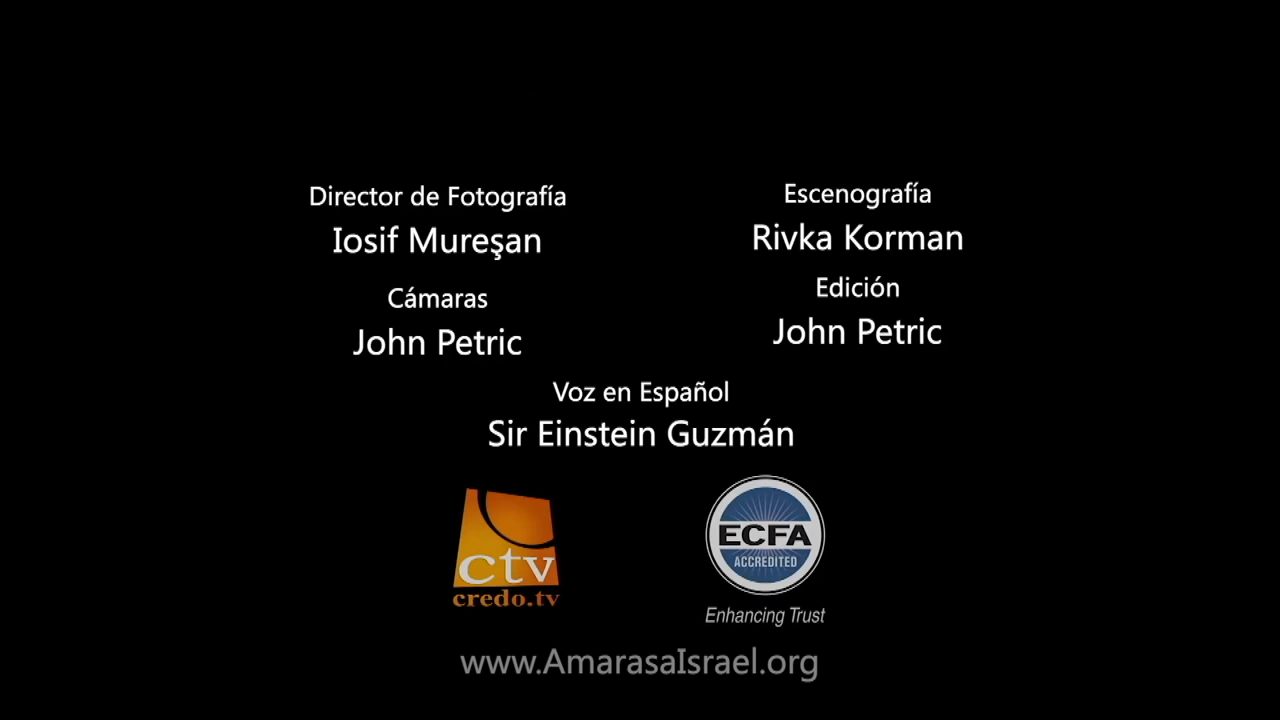 Director de Fotografía
Iosif Mureşan
Escenografía
Rivka Korman
Cámaras
John Petric
Edición
John Petric
Voz en Español
Sir Einstein Guzmán
ctv
credo.tv
ECFA
ACCREDITED
Enhancing Trust
www.AmarasaIsrael.org